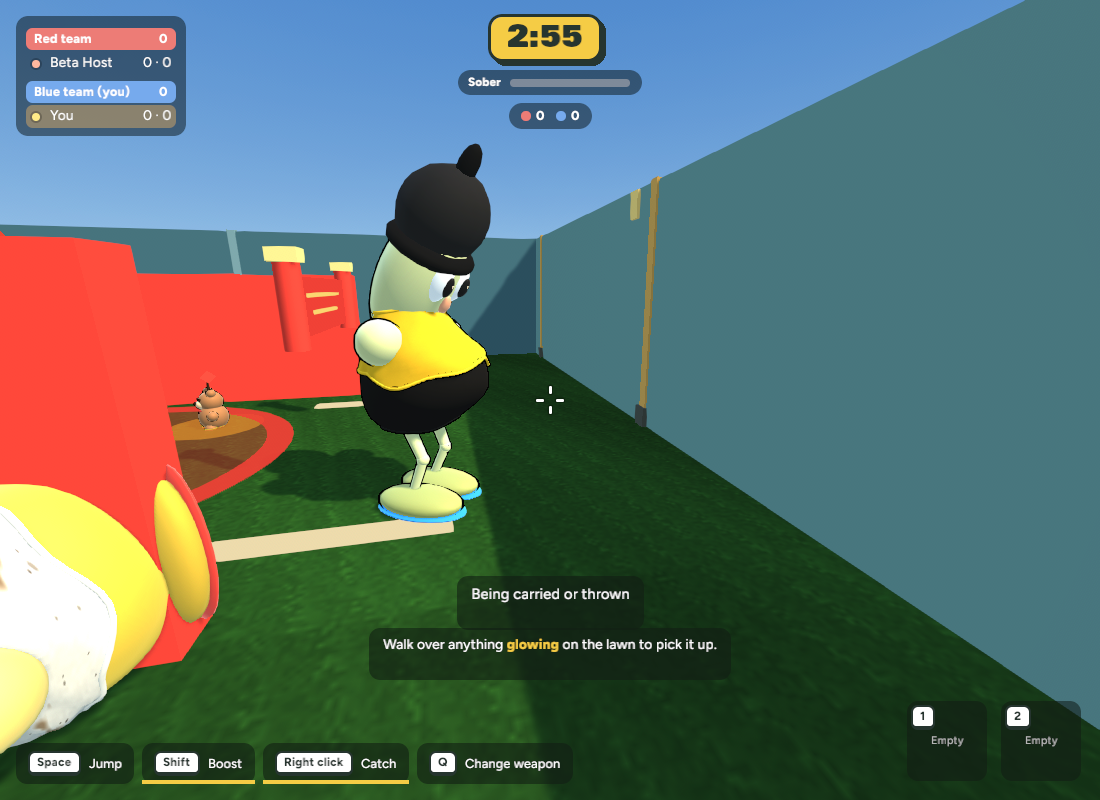 Red team 0
Beta Host 0 · 0
Blue team (you) 0
You 0 · 0
2:55
Sober
0 0
Being carried or thrown
Walk over anything glowing on the lawn to pick it up.
1 Empty
2 Empty
Space Jump
Shift Boost
Right click Catch
Q Change weapon